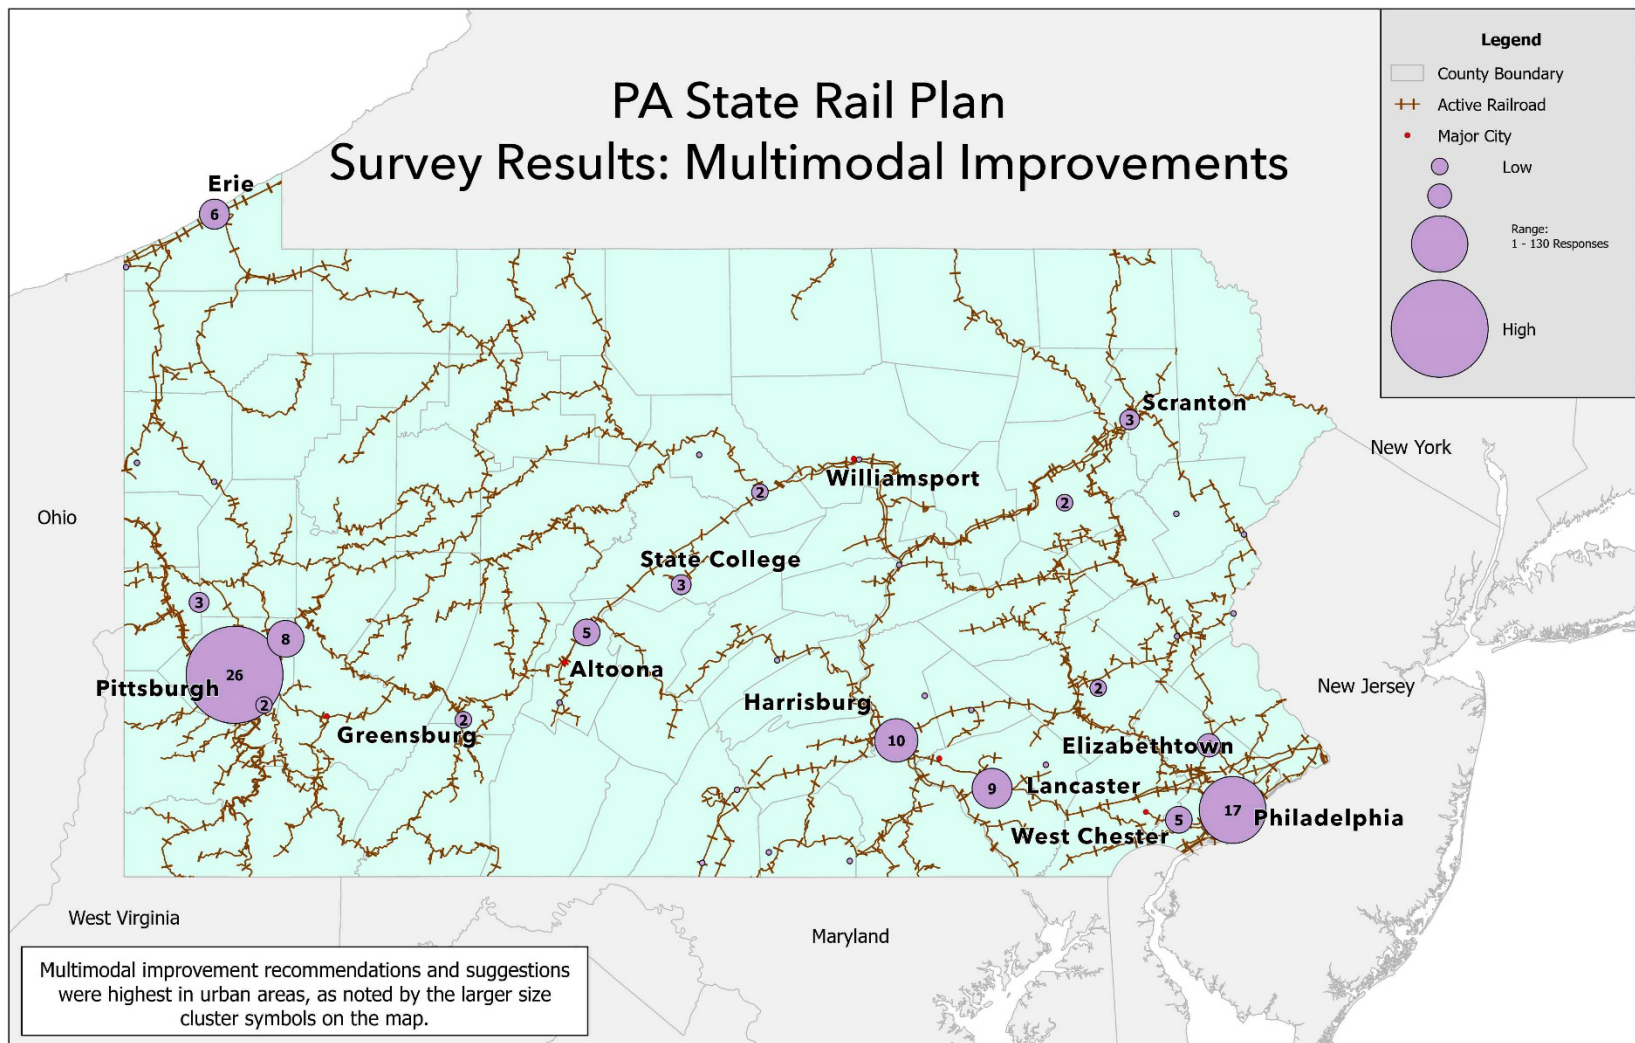 PA State Rail Plan
Survey Results: Multimodal Improvements
Legend
County Boundary
Active Railroad
Major City
Low
Range:
1 - 130 Responses
High
Erie
6
Scranton
3
New York
Williamsport
2
2
Ohio
State College
3
3
8
5
26
Altoona
Pittsburgh
2
2
Greensburg
New Jersey
2
Harrisburg
10
Elizabethtown
9
Lancaster
West Chester
5
17
Philadelphia
West Virginia
Maryland
Multimodal improvement recommendations and suggestions
were highest in urban areas, as noted by the larger size
cluster symbols on the map.